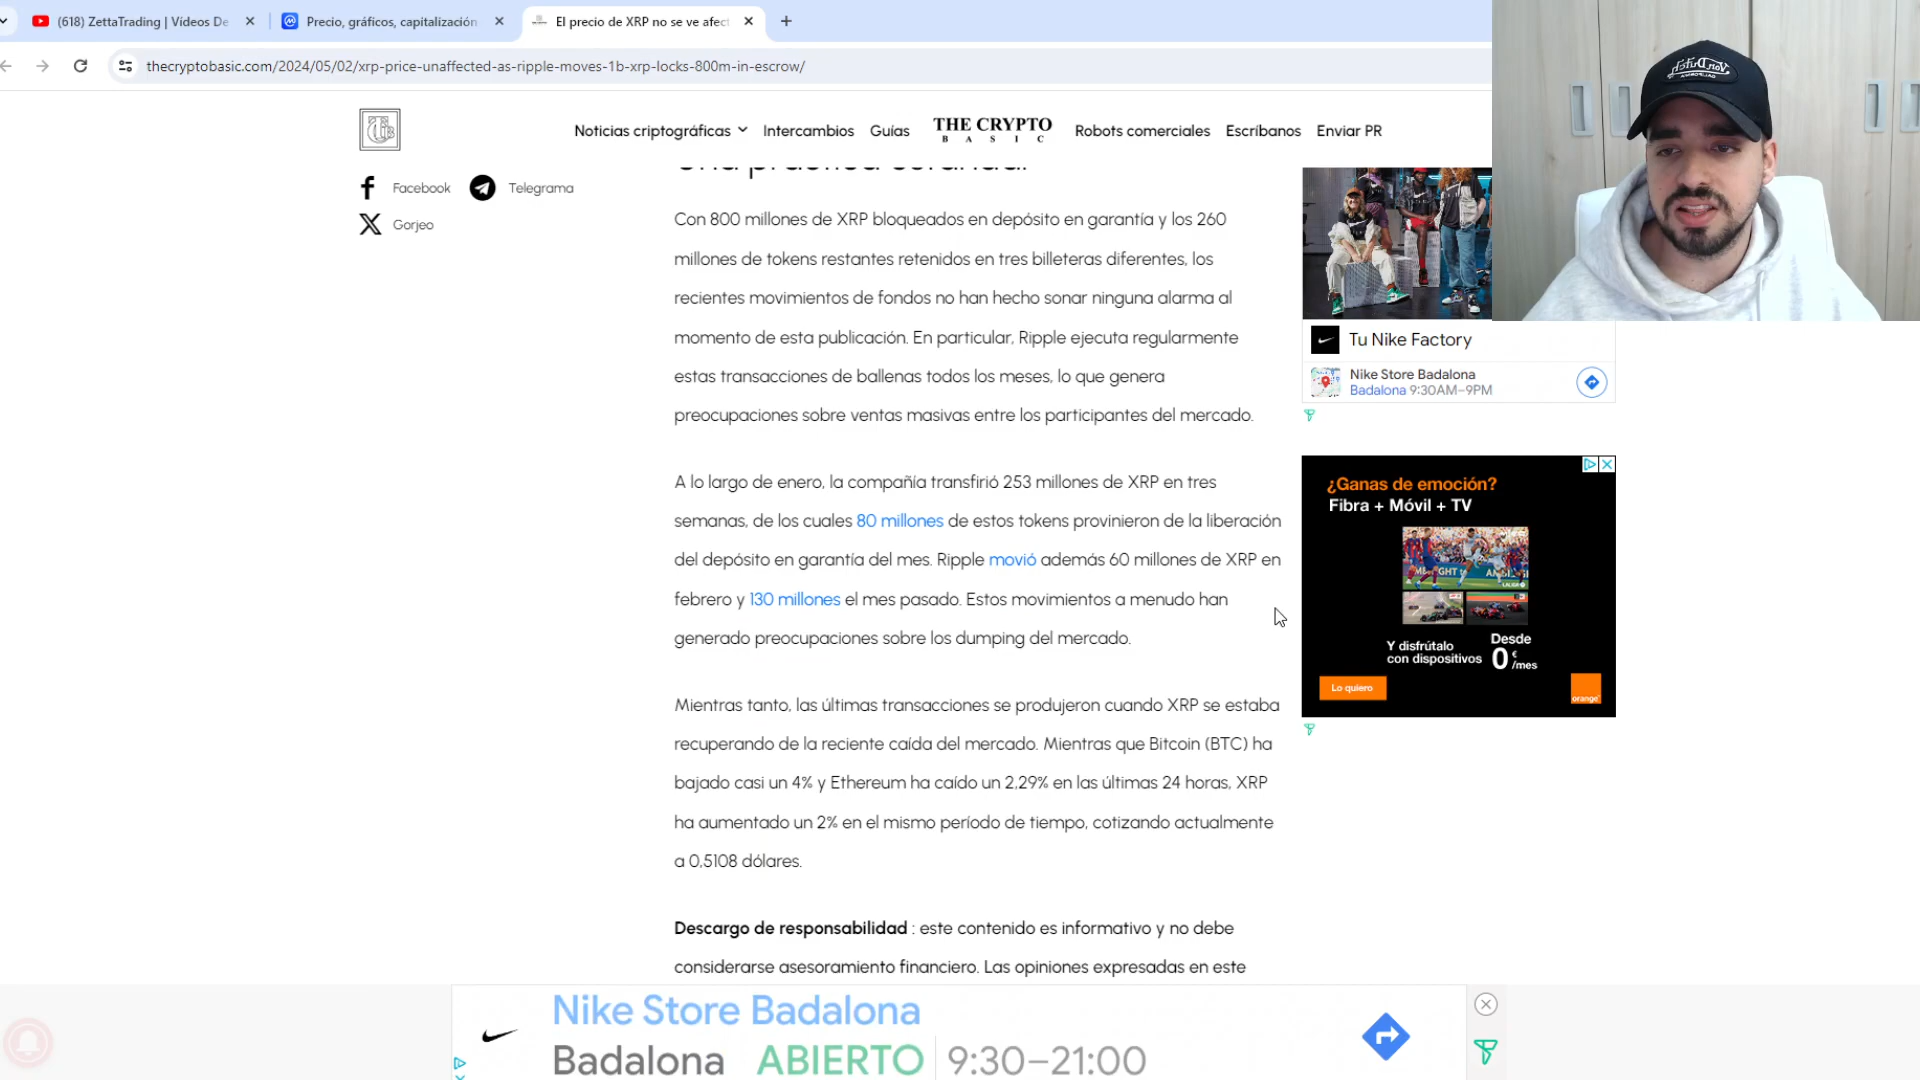 (618) ZettaTrading | Vídeos De
Precio, gráficos, capitalización
El precio de XRP no se ve afect
thecryptobasic.com/2024/05/02/xrp-price-unaffected-as-ripple-moves-1b-xrp-locks-800m-in-escrow/
Noticias criptográficas
Intercambios
Guías
THE CRYPTO
BASIC
Robots comerciales
Escríbanos
Enviar PR
Facebook
Telegrama
Gorjeo
Con 800 millones de XRP bloqueados en depósito en garantía y los 260
millones de tokens restantes retenidos en tres billeteras diferentes, los
recientes movimientos de fondos no han hecho sonar ninguna alarma al
momento de esta publicación. En particular, Ripple ejecuta regularmente
estas transacciones de ballenas todos los meses, lo que genera
preocupaciones sobre ventas masivas entre los participantes del mercado.
A lo largo de enero, la compañía transfirió 253 millones de XRP en tres
semanas, de los cuales 80 millones de estos tokens provinieron de la liberación
del depósito en garantía del mes. Ripple movió además 60 millones de XRP en
febrero y 130 millones el mes pasado. Estos movimientos a menudo han
generado preocupaciones sobre los dumping del mercado.
Mientras tanto, las últimas transacciones se produjeron cuando XRP se estaba
recuperando de la reciente caída del mercado. Mientras que Bitcoin (BTC) ha
bajado casi un 4% y Ethereum ha caído un 2,29% en las últimas 24 horas, XRP
ha aumentado un 2% en el mismo período de tiempo, cotizando actualmente
a 0,5108 dólares.
Descargo de responsabilidad : este contenido es informativo y no debe
considerarse asesoramiento financiero. Las opiniones expresadas en este
Tu Nike Factory
Nike Store Badalona
Badalona 9:30AM–9PM
¿Ganas de emoción?
Fibra + Móvil + TV
Y disfrútalo
con dispositivos
Desde
0 € /mes
Lo quiero
orange
Nike Store Badalona
Badalona ABIERTO 9:30–21:00